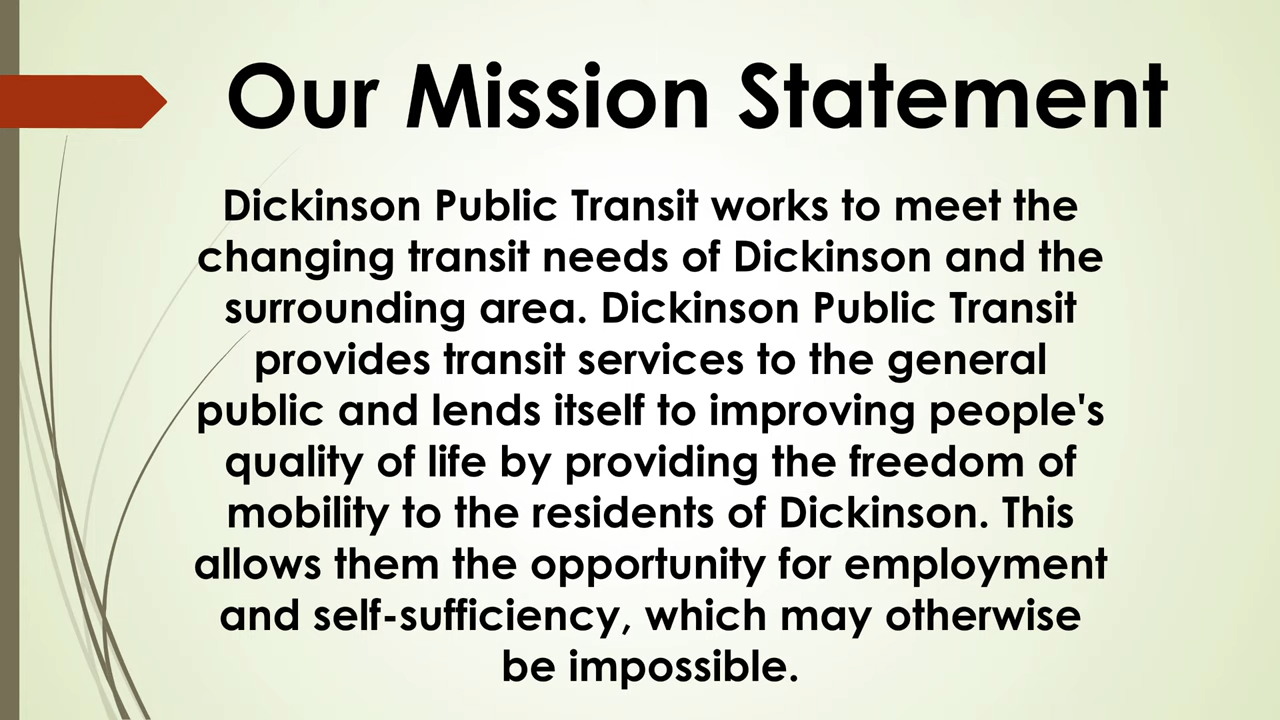 Our Mission Statement
Dickinson Public Transit works to meet the
changing transit needs of Dickinson and the
surrounding area. Dickinson Public Transit
provides transit services to the general
public and lends itself to improving people's
quality of life by providing the freedom of
mobility to the residents of Dickinson. This
allows them the opportunity for employment
and self-sufficiency, which may otherwise
be impossible.